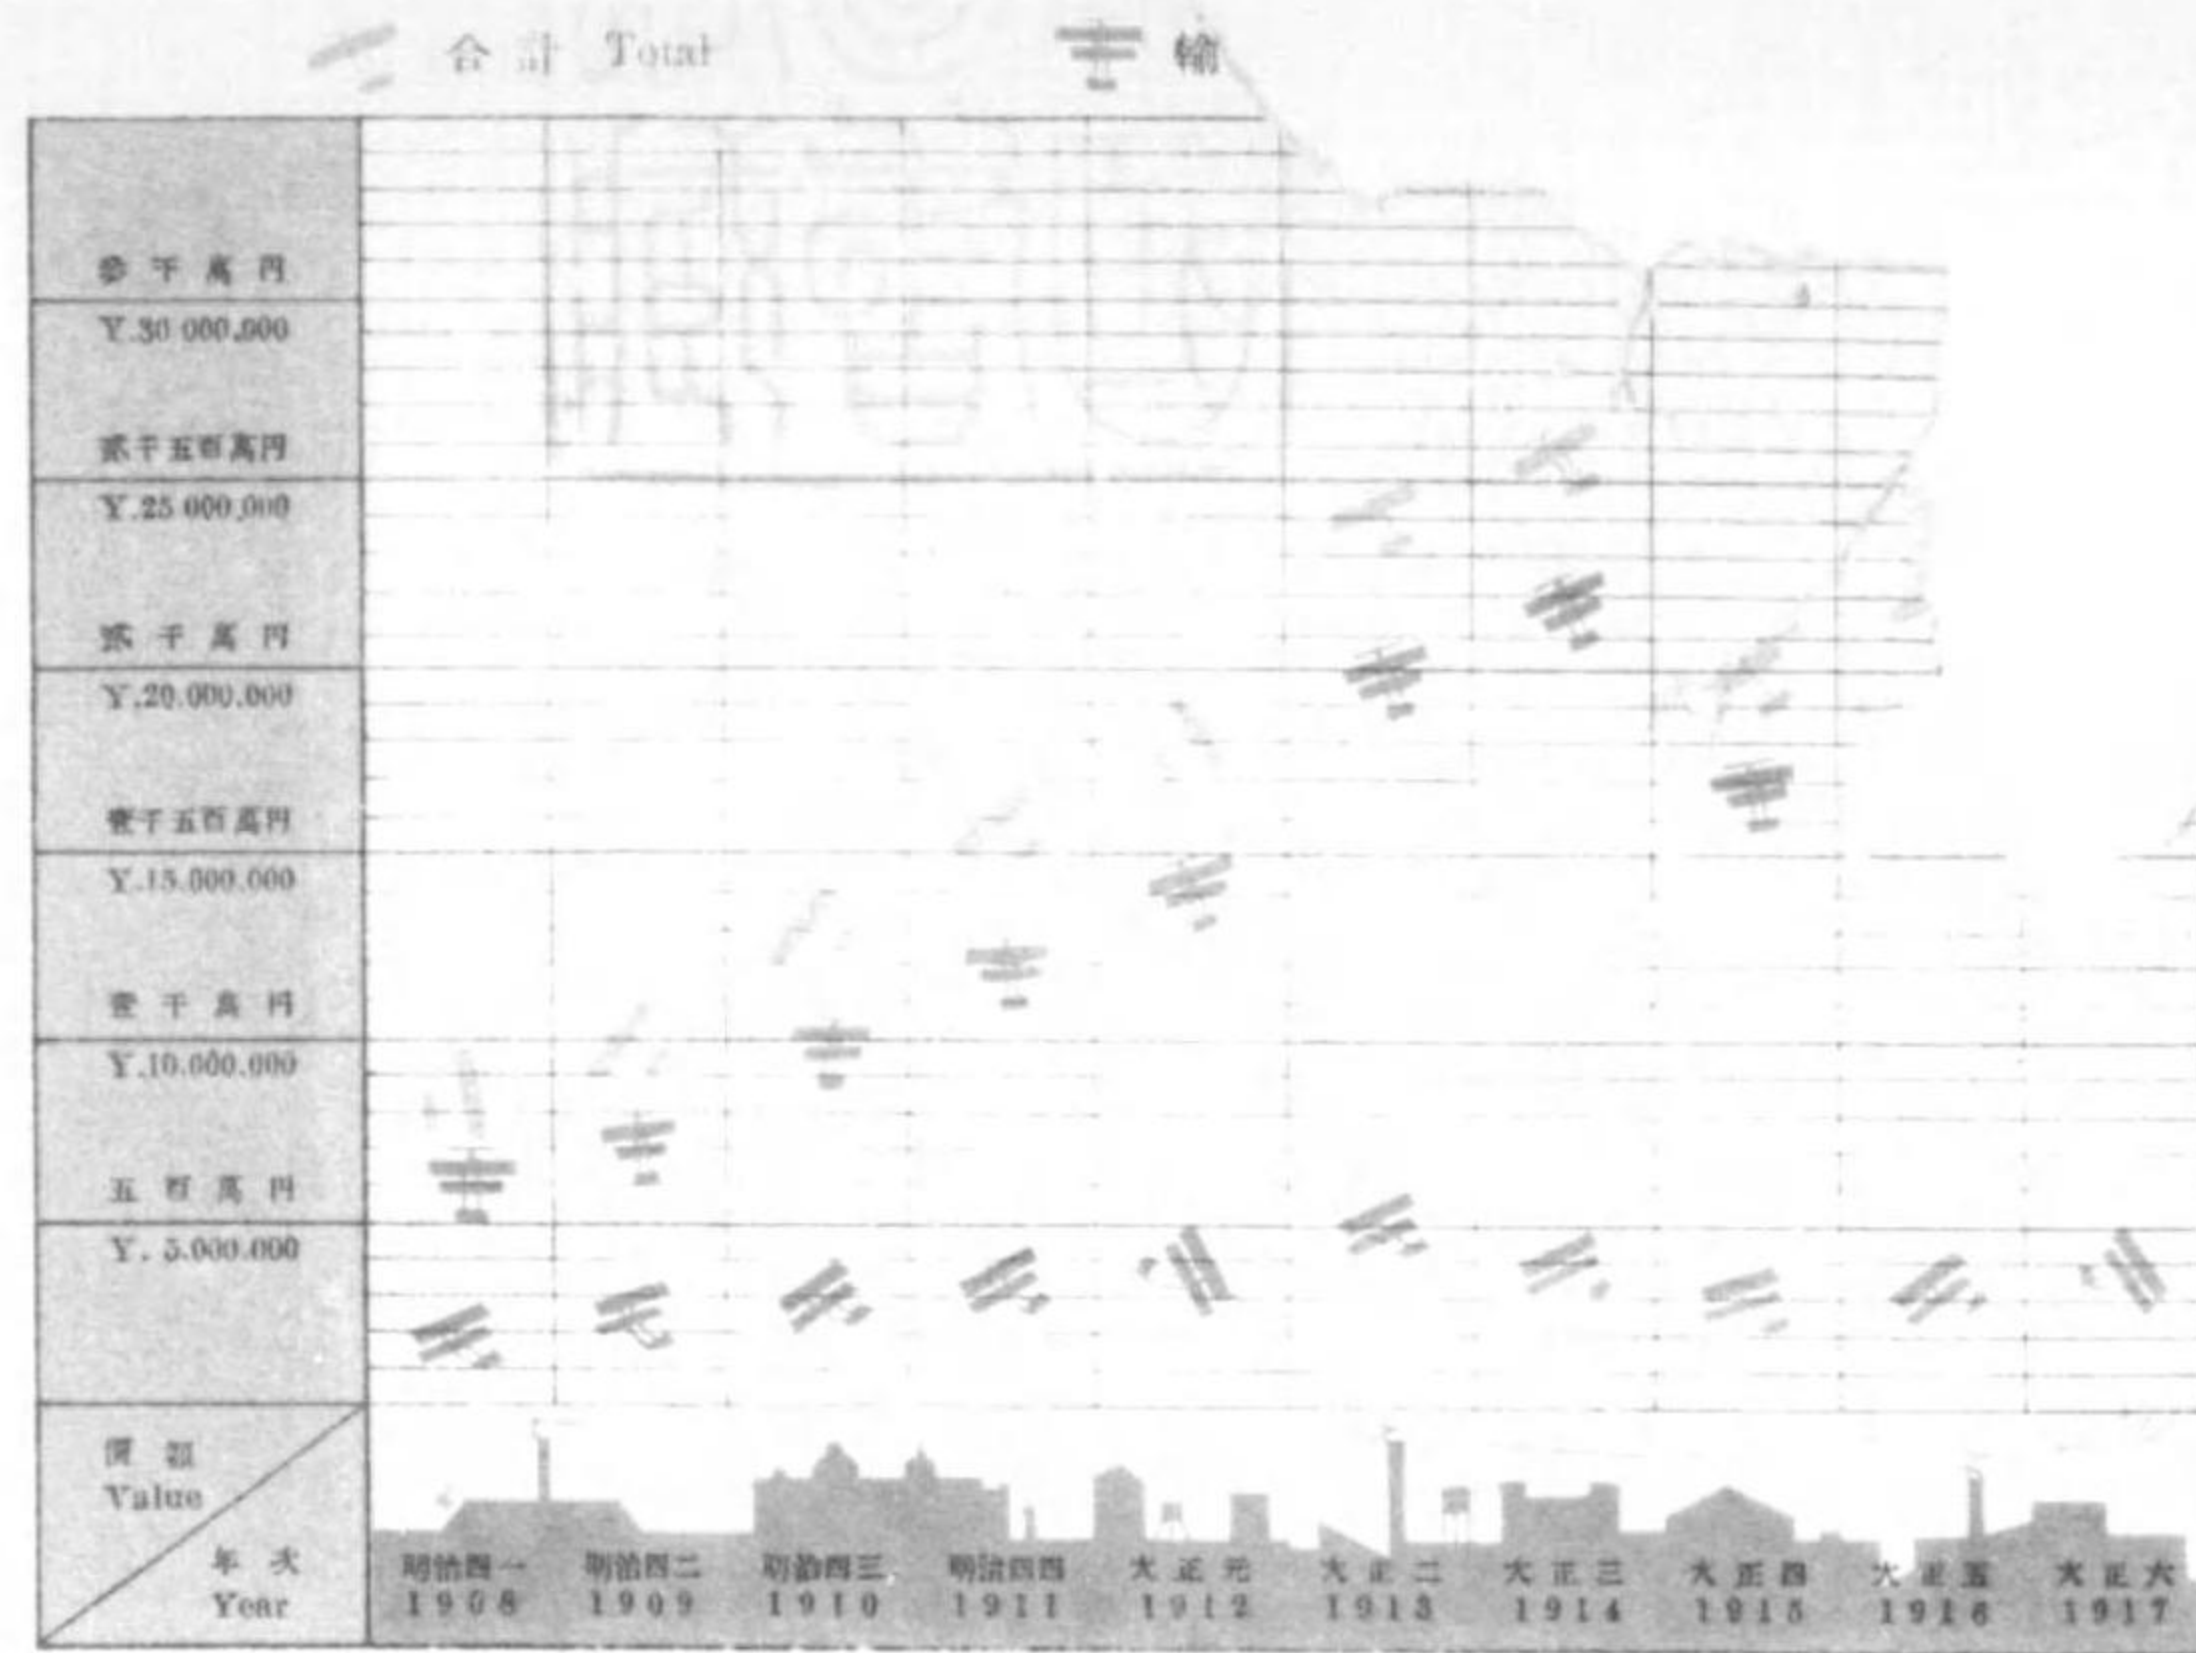 合計 Total
輸
參千萬円
Y.30 000.000
貳千五百萬円
Y.25 000,000
貳千萬円
Y.20.000.000
壹千五百萬円
Y.15.000.000
壹千萬円
Y.10.000.000
五百萬円
Y. 5.000.000
價額
Value
年次
Year
明治四一 明治四二 明治四三 明治四四 大正元 大正二 大正三 大正四 大正五 大正六
1908 1909 1910 1911 1912 1913 1914 1915 1916 1917